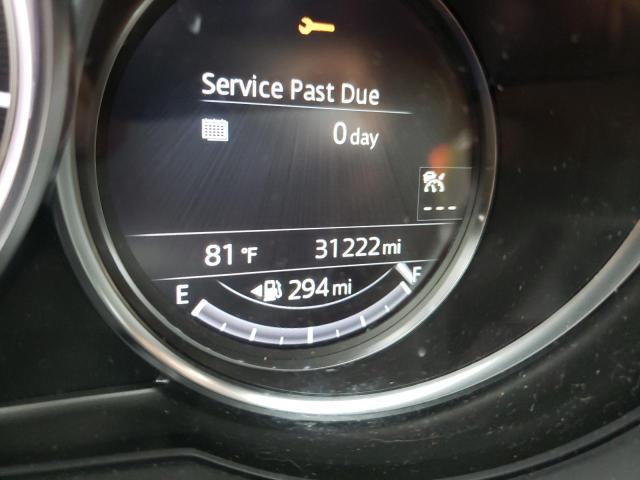 Service Past Due
0 day
---
81 °F 31222 mi
E 294 mi F